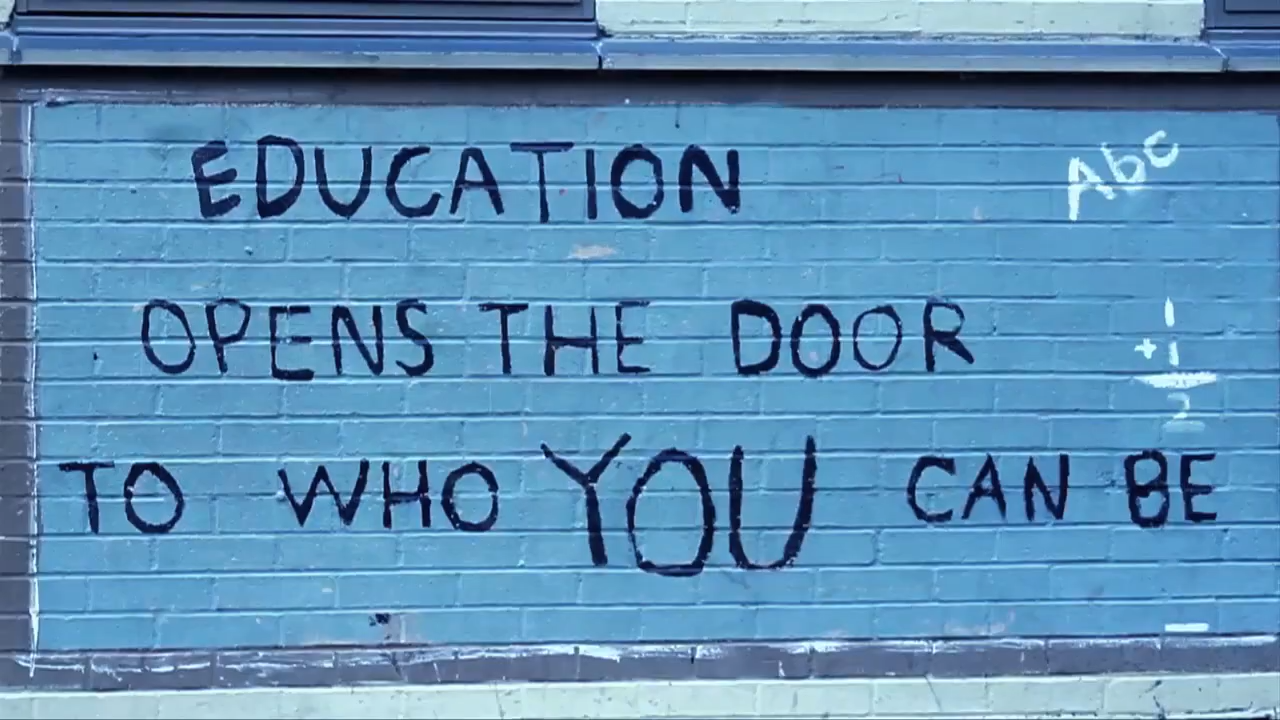 EDUCATION
Abc
OPENS THE DOOR
1
+1
2
TO WHO YOU CAN BE